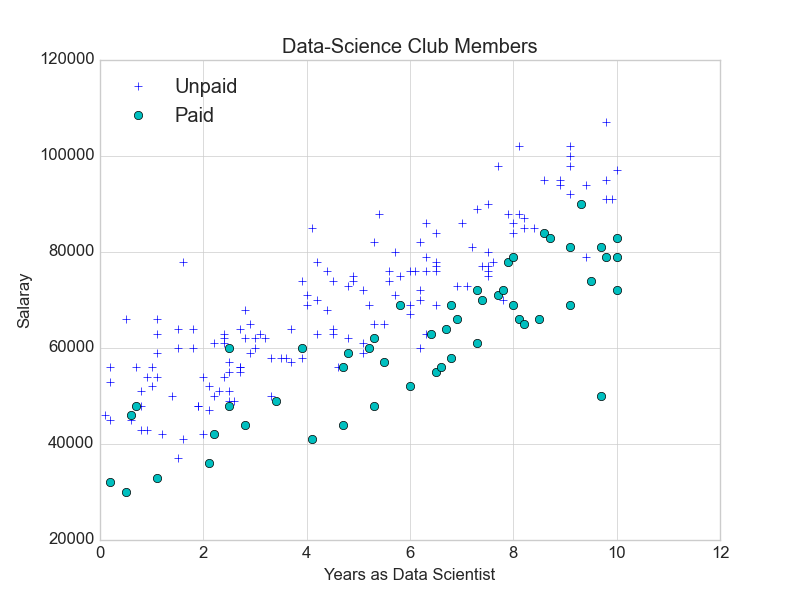 Data-Science Club Members
120000
100000
80000
60000
40000
20000
Salaray
Unpaid
Paid
0 2 4 6 8 10 12
Years as Data Scientist